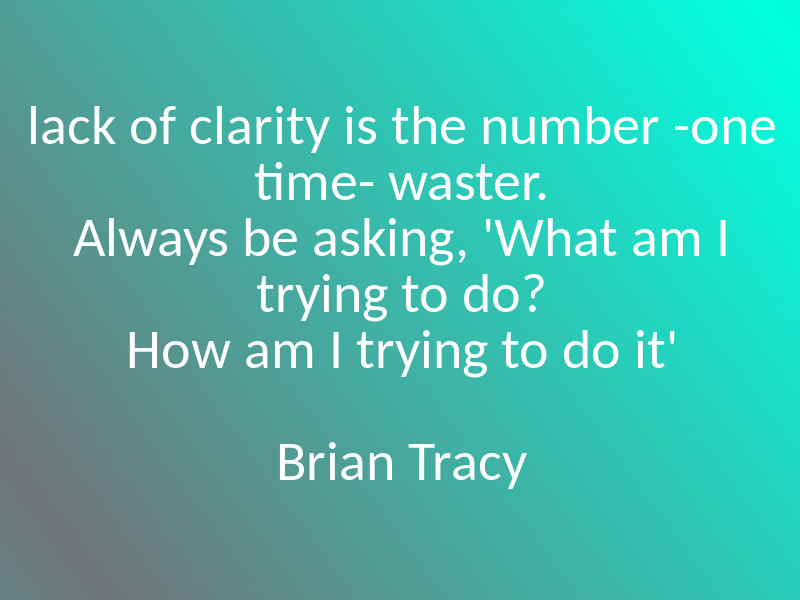 lack of clarity is the number -one
time- waster.
Always be asking, 'What am I
trying to do?
How am I trying to do it'
Brian Tracy